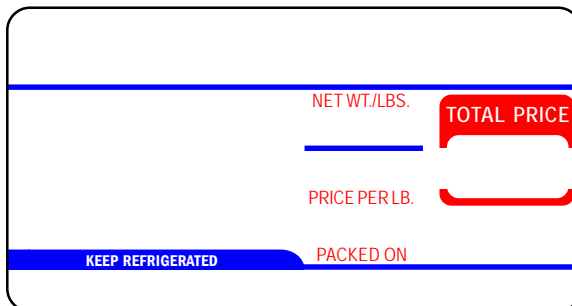 NET WT./LBS.
TOTAL PRICE
PRICE PER LB.
PACKED ON
KEEP REFRIGERATED